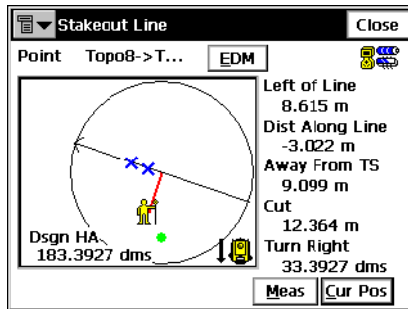 Stakeout Line
Close
Point Topo8->T...
EDM
Left of Line
8.615 m
Dist Along Line
-3.022 m
Away From TS
9.099 m
Cut
12.364 m
Turn Right
33.3927 dms
Dsgn HA
183.3927 dms
Meas
Cur Pos